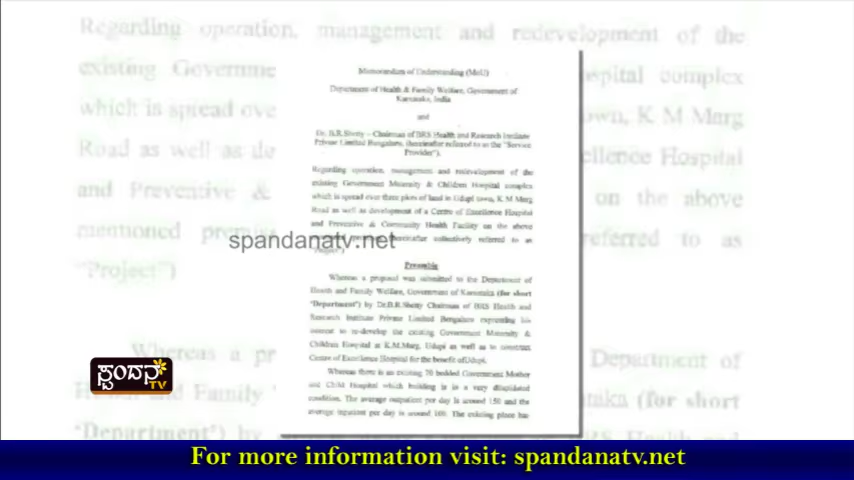 Regarding operation, management and redevelopment of the
existing Governme
spital complex
which is spread ove
own, K M Marg
Road as well as de
ellence Hospital
and Preventive &
on the above
mentioned prem
referred to as
"Project")
Whereas a pr
Department of
and Family
aka (for short
"Department") by
Memorandum of Understanding (MoU)
Department of Health & Family Welfare, Government of
Karnataka, India
and
Dr. B.R.Shetty – Chairman of BRS Health and Research Institute
Private Limited Bengaluru, (hereinafter referred to as the "Service
Provider").
Regarding operation, management and redevelopment of the
existing Government Maternity & Children Hospital complex
which is spread over three plots of land in Udupi town, K.M.Marg
Road as well as development of a Centre of Excellence Hospital
and Preventive & Community Health Facility on the above
(hereinafter collectively referred to as
spandanatv.net
Preamble
Whereas a proposal was submitted to the Department of
Health and Family Welfare, Government of Karnataka (for short
"Department") by Dr.B.R.Shetty Chairman of BRS Health and
Research Institute Private Limited Bengaluru expressing his
interest to re-develop the existing Government Maternity &
Children Hospital at K.M.Marg, Udupi as well as to construct
Centre of Excellence Hospital for the benefit of Udupi.
Whereas there is an existing 70 bedded Government Mother
and Child Hospital which building is in a very dilapidated
condition. The average outpatient per day is around 150 and the
average inpatient per day is around 100. The existing place has
ಸ್ಪಂದನ
TV
For more information visit: spandanatv.net